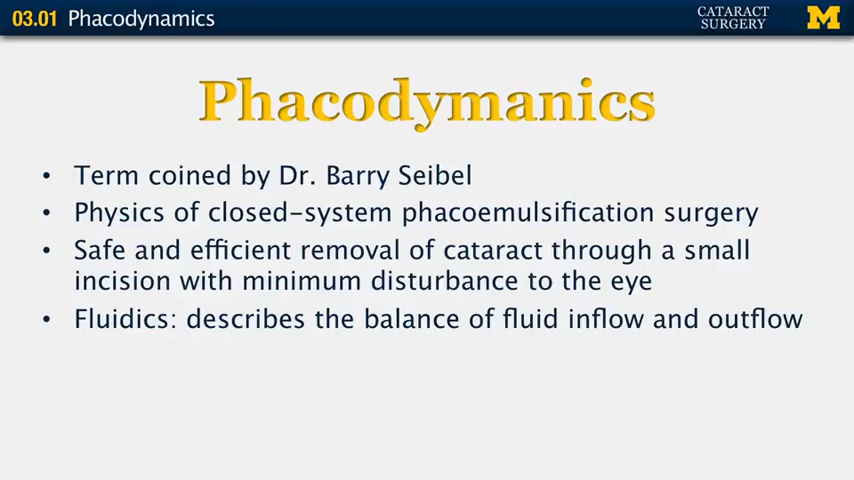 03.01 Phacodynamics
CATARACT
SURGERY
M
Phacodymanics
• Term coined by Dr. Barry Seibel
• Physics of closed-system phacoemulsification surgery
• Safe and efficient removal of cataract through a small
incision with minimum disturbance to the eye
• Fluidics: describes the balance of fluid inflow and outflow